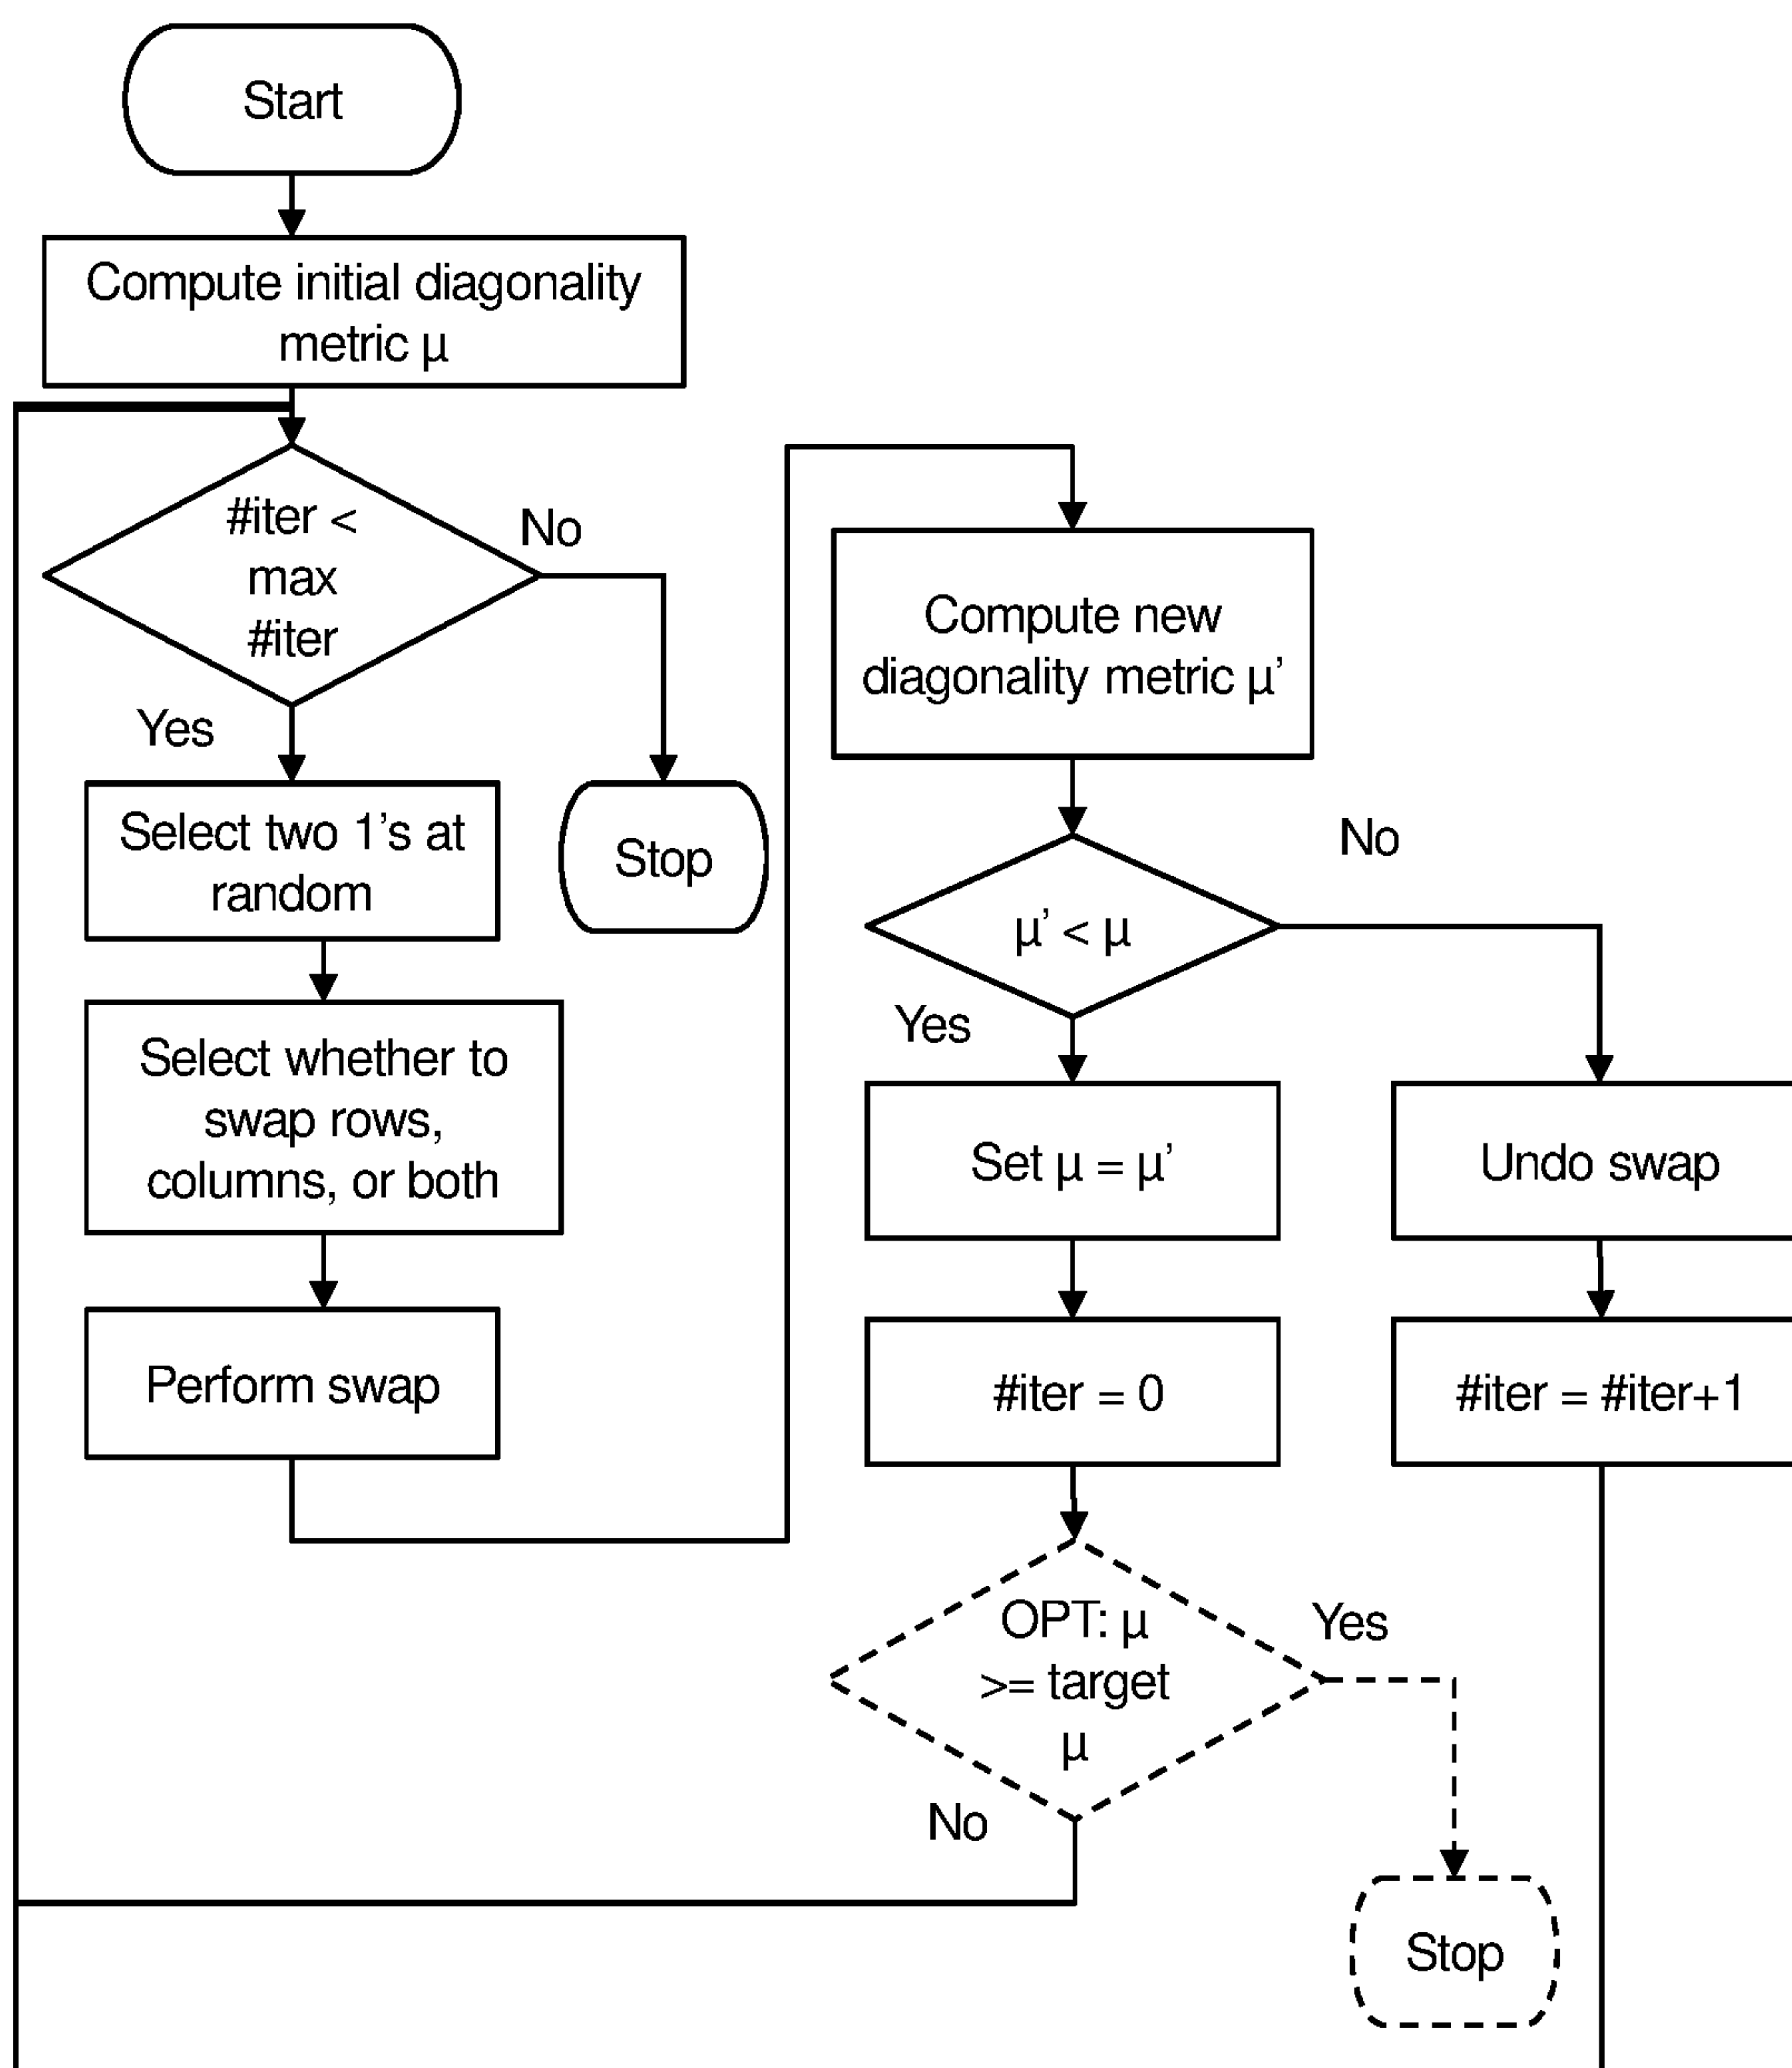 Start
Compute initial diagonality
metric μ
#iter <
max
#iter
No
Yes
Select two 1's at
random
Stop
Select whether to
swap rows,
columns, or both
Perform swap
Compute new
diagonality metric μ'
μ' < μ
No
Yes
Set μ = μ'
Undo swap
#iter = 0
#iter = #iter+1
OPT: μ
>= target
μ
Yes
No
Stop